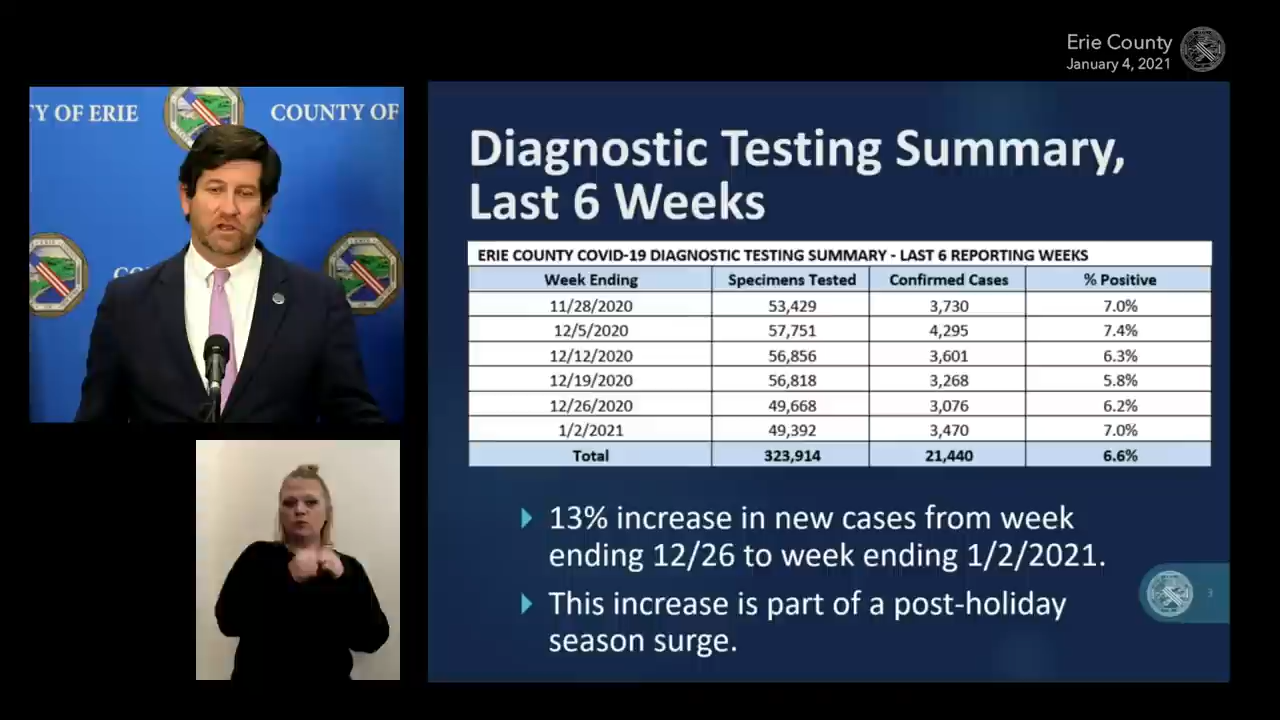 Erie County
January 4, 2021
TY OF ERIE
COUNTY OF
Diagnostic Testing Summary,
Last 6 Weeks
ERIE COUNTY COVID-19 DIAGNOSTIC TESTING SUMMARY - LAST 6 REPORTING WEEKS
Week Ending Specimens Tested Confirmed Cases % Positive
11/28/2020 53,429 3,730 7.0%
12/5/2020 57,751 4,295 7.4%
12/12/2020 56,856 3,601 6.3%
12/19/2020 56,818 3,268 5.8%
12/26/2020 49,668 3,076 6.2%
1/2/2021 49,392 3,470 7.0%
Total 323,914 21,440 6.6%
13% increase in new cases from week
ending 12/26 to week ending 1/2/2021.
This increase is part of a post-holiday
season surge.
3